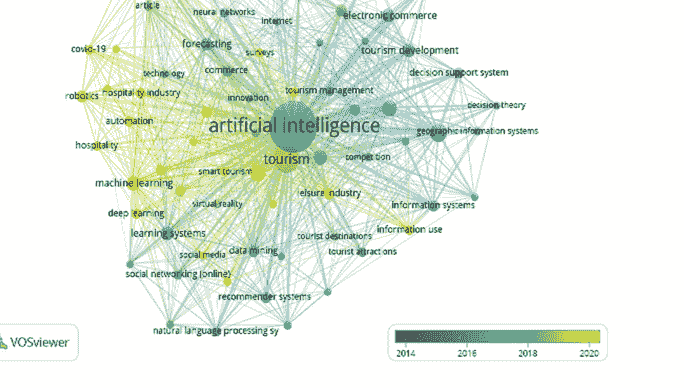 article
neural networks
internet
electronic commerce
covid-19
forecasting
surveys
tourism development
technology
commerce
decision support system
robotics
hospitality industry
innovation
tourism management
decision theory
automation
artificial intelligence
geographic information systems
hospitality
tourism
competition
machine learning
smart tourism
leisure industry
deep learning
virtual reality
information systems
learning systems
tourist destinations
information use
social media
data mining
tourist attractions
social networking (online)
recommender systems
natural language processing sy
VOSviewer
2014 2016 2018 2020